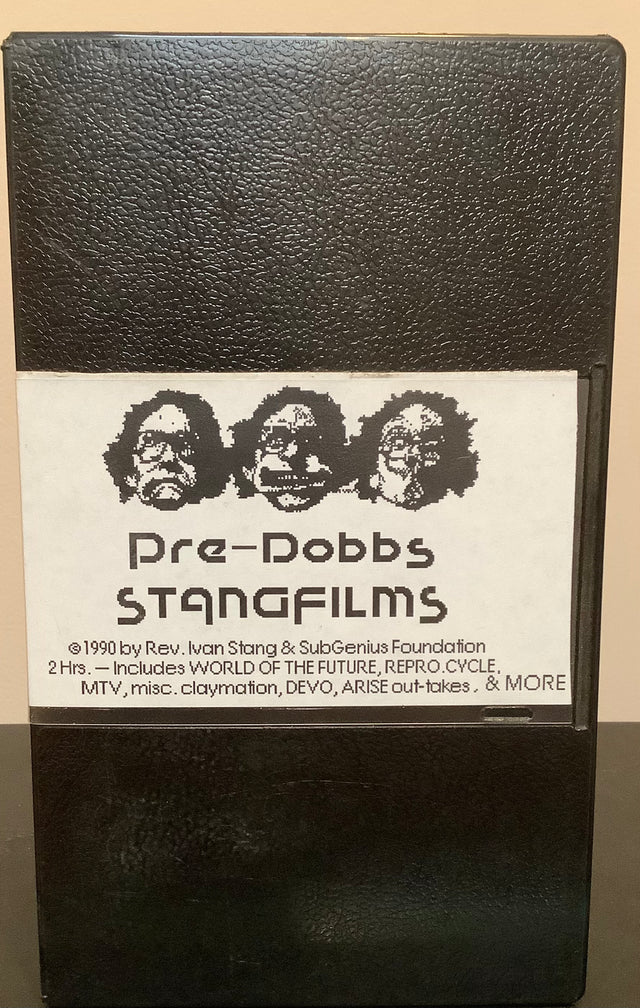 Pre-Dobbs
STANGFILMS
©1990 by Rev. Ivan Stang & SubGenius Foundation
2 Hrs. — Includes WORLD OF THE FUTURE, REPRO.CYCLE,
MTV, misc. claymation, DEVO, ARISE out-takes, & MORE